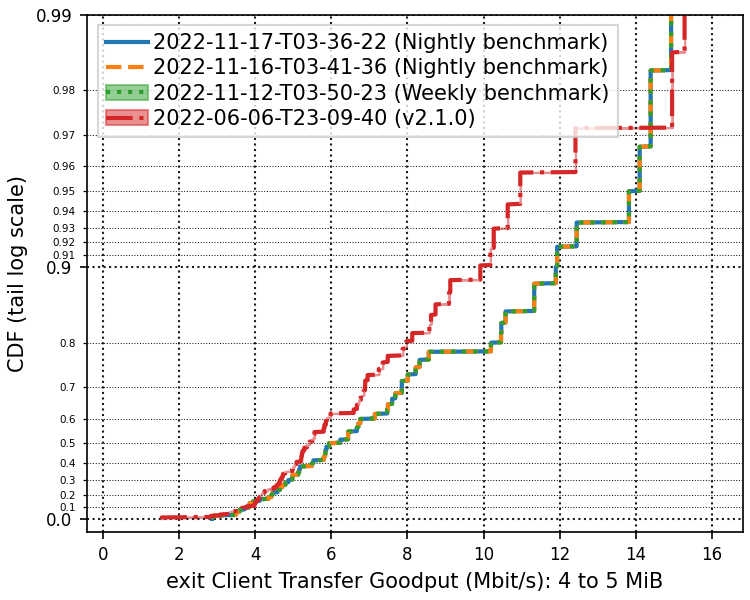 0.99
2022-11-17-T03-36-22 (Nightly benchmark)
2022-11-16-T03-41-36 (Nightly benchmark)
2022-11-12-T03-50-23 (Weekly benchmark)
2022-06-06-T23-09-40 (v2.1.0)
0.98
0.97
0.96
0.95
0.94
0.93
0.92
0.91
0.9
0.8
0.7
0.6
0.5
0.4
0.3
0.2
0.1
0.0
CDF (tail log scale)
0 2 4 6 8 10 12 14 16
exit Client Transfer Goodput (Mbit/s): 4 to 5 MiB